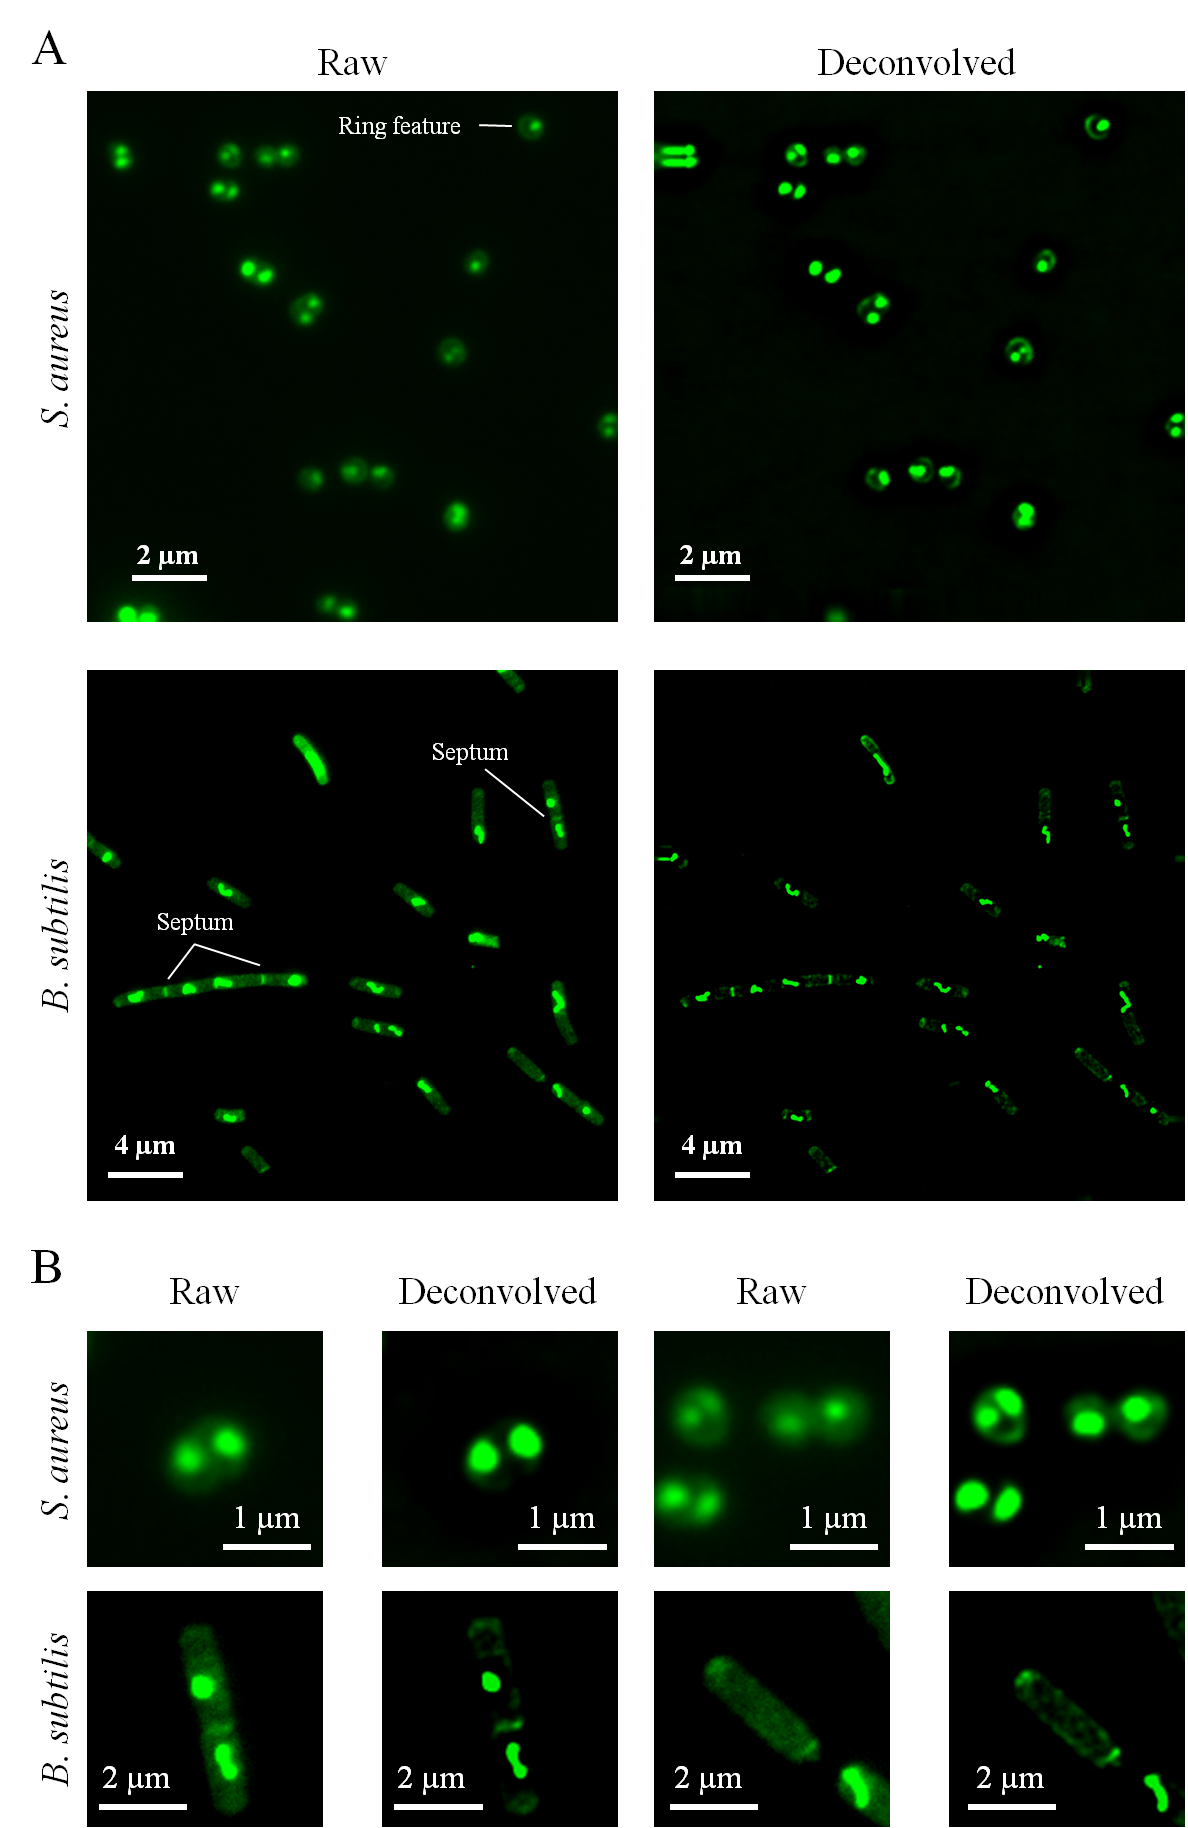 A
Raw
Deconvolved
Ring feature
S. aureus
2 μm
2 μm
Septum
Septum
B. subtilis
4 μm
4 μm
B
Raw
Deconvolved
Raw
Deconvolved
S. aureus
1 μm
1 μm
1 μm
1 μm
B. subtilis
2 μm
2 μm
2 μm
2 μm